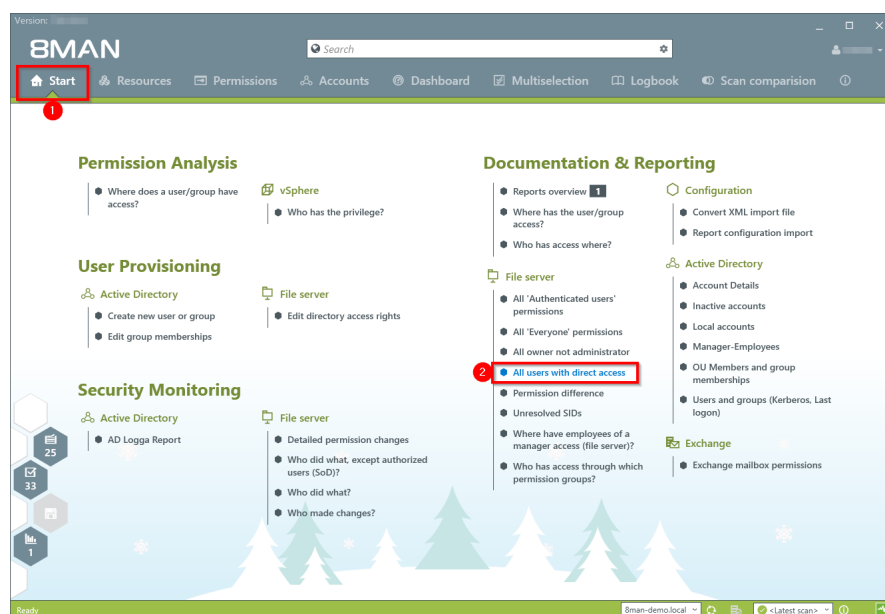 Version:
8MAN
Search
Start
Resources
Permissions
Accounts
Dashboard
Multiselection
Logbook
Scan comparision
1
Permission Analysis
Where does a user/group have
access?
vSphere
Who has the privilege?
User Provisioning
Active Directory
Create new user or group
Edit group memberships
File server
Edit directory access rights
Security Monitoring
Active Directory
AD Logga Report
File server
Detailed permission changes
Who did what, except authorized
users (SoD)?
Who did what?
Who made changes?
Documentation & Reporting
Reports overview 1
Where has the user/group
access?
Who has access where?
File server
All 'Authenticated users'
permissions
All 'Everyone' permissions
All owner not administrator
2
All users with direct access
Permission difference
Unresolved SIDs
Where have employees of a
manager access (file server)?
Who has access through which
permission groups?
Configuration
Convert XML import file
Report configuration import
Active Directory
Account Details
Inactive accounts
Local accounts
Manager-Employees
OU Members and group
memberships
Users and groups (Kerberos, Last
logon)
Exchange
Exchange mailbox permissions
25
33
1
Ready
8man-demo.local
<Latest scan>